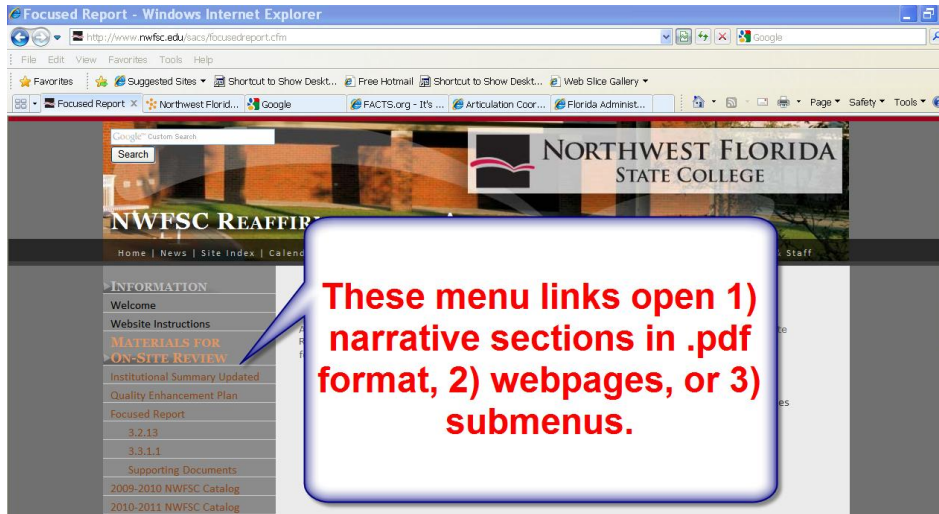 Focused Report - Windows Internet Explorer
http://www.nwfsc.edu/sacs/focusedreport.cfm
Google
File Edit View Favorites Tools Help
Favorites Suggested Sites Shortcut to Show Deskt... Free Hotmail Shortcut to Show Deskt... Web Slice Gallery
Focused Report Northwest Florid... Google FACTS.org - It's ... Articulation Coor... Florida Administ... Page Safety Tools
Google Custom Search
Search
NORTHWEST FLORIDA
STATE COLLEGE
NWFSC REAFFIR
Home | News | Site Index | Calend
& Staff
INFORMATION
Welcome
Website Instructions
MATERIALS FOR
ON-SITE REVIEW
Institutional Summary Updated
Quality Enhancement Plan
Focused Report
3.2.13
3.3.1.1
Supporting Documents
2009-2010 NWFSC Catalog
2010-2011 NWFSC Catalog
These menu links open 1)
narrative sections in .pdf
format, 2) webpages, or 3)
submenus.